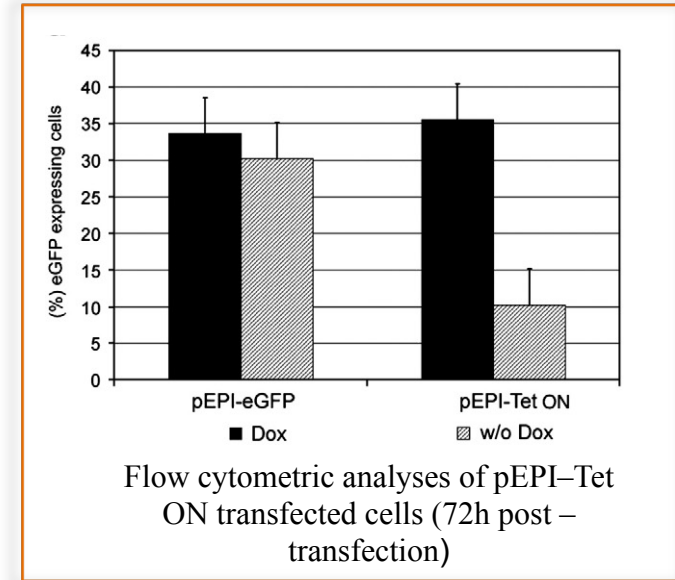 45
40
35
30
25
20
15
10
5
0
(%) eGFP expressing cells
pEPI-eGFP pEPI-Tet ON
Dox w/o Dox
Flow cytometric analyses of pEPI–Tet
ON transfected cells (72h post –
transfection)